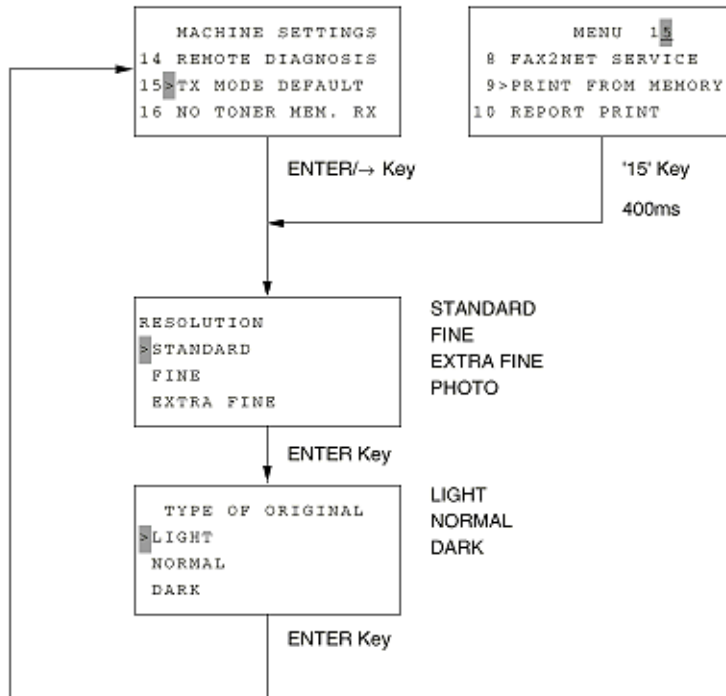 MACHINE SETTINGS
14 REMOTE DIAGNOSIS
15>TX MODE DEFAULT
16 NO TONER MEM. RX
MENU 15
8 FAX2NET SERVICE
9>PRINT FROM MEMORY
10 REPORT PRINT
ENTER/→ Key
'15' Key
400ms
RESOLUTION
>STANDARD
FINE
EXTRA FINE
STANDARD
FINE
EXTRA FINE
PHOTO
ENTER Key
TYPE OF ORIGINAL
>LIGHT
NORMAL
DARK
LIGHT
NORMAL
DARK
ENTER Key